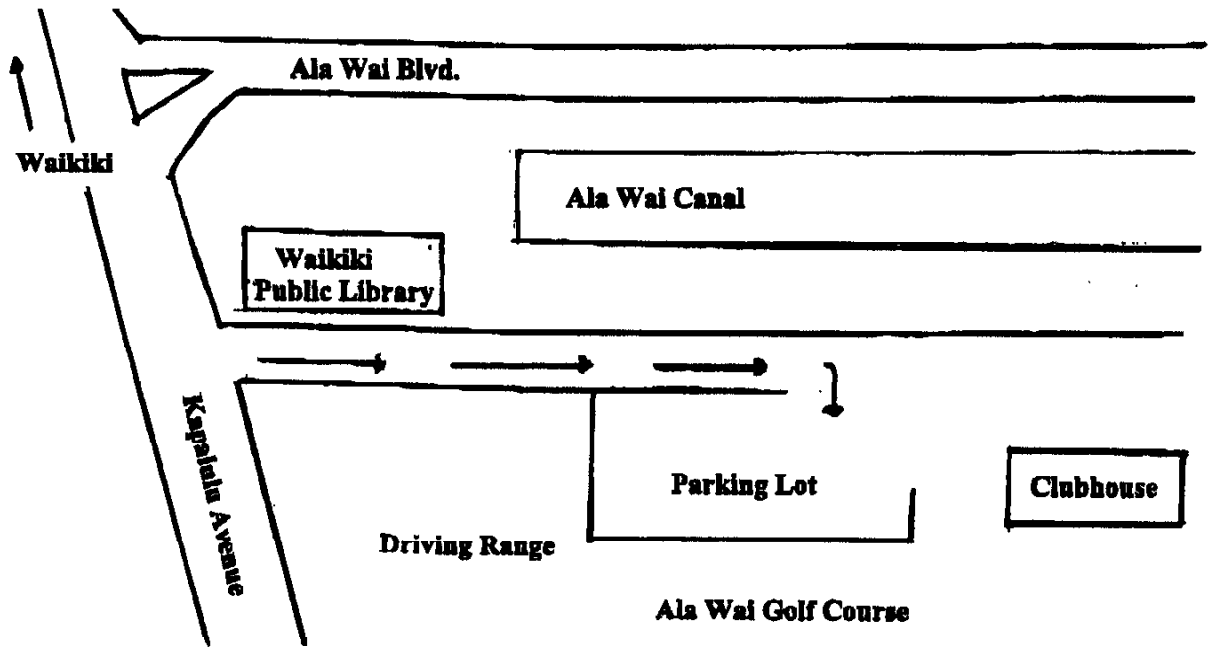 Ala Wai Blvd.
Waikiki
Ala Wai Canal
Waikiki
Public Library
Kapalulu Avenue
Parking Lot
Clubhouse
Driving Range
Ala Wai Golf Course